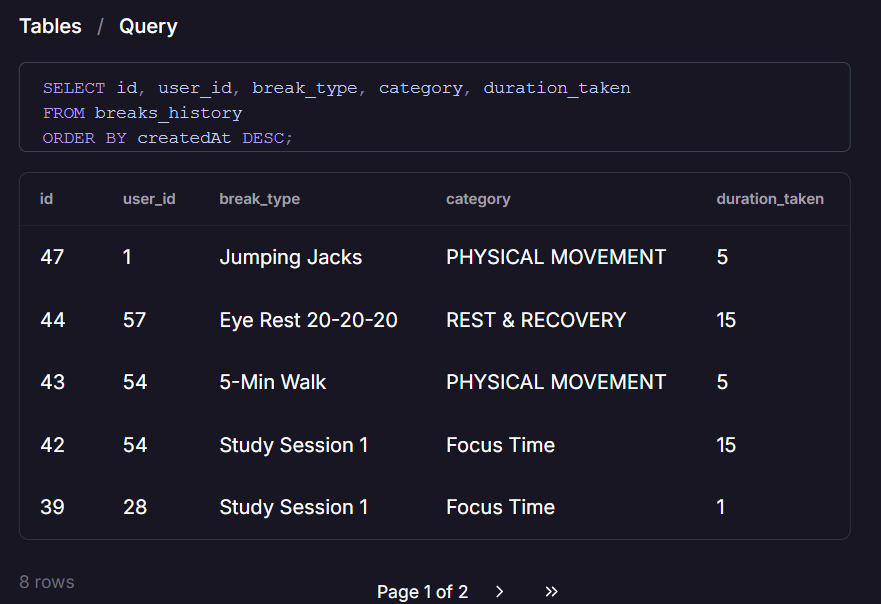 Tables / Query
SELECT id, user_id, break_type, category, duration_taken
FROM breaks_history
ORDER BY createdAt DESC;
id user_id break_type category duration_taken
47 1 Jumping Jacks PHYSICAL MOVEMENT 5
44 57 Eye Rest 20-20-20 REST & RECOVERY 15
43 54 5-Min Walk PHYSICAL MOVEMENT 5
42 54 Study Session 1 Focus Time 15
39 28 Study Session 1 Focus Time 1
8 rows
Page 1 of 2 › »